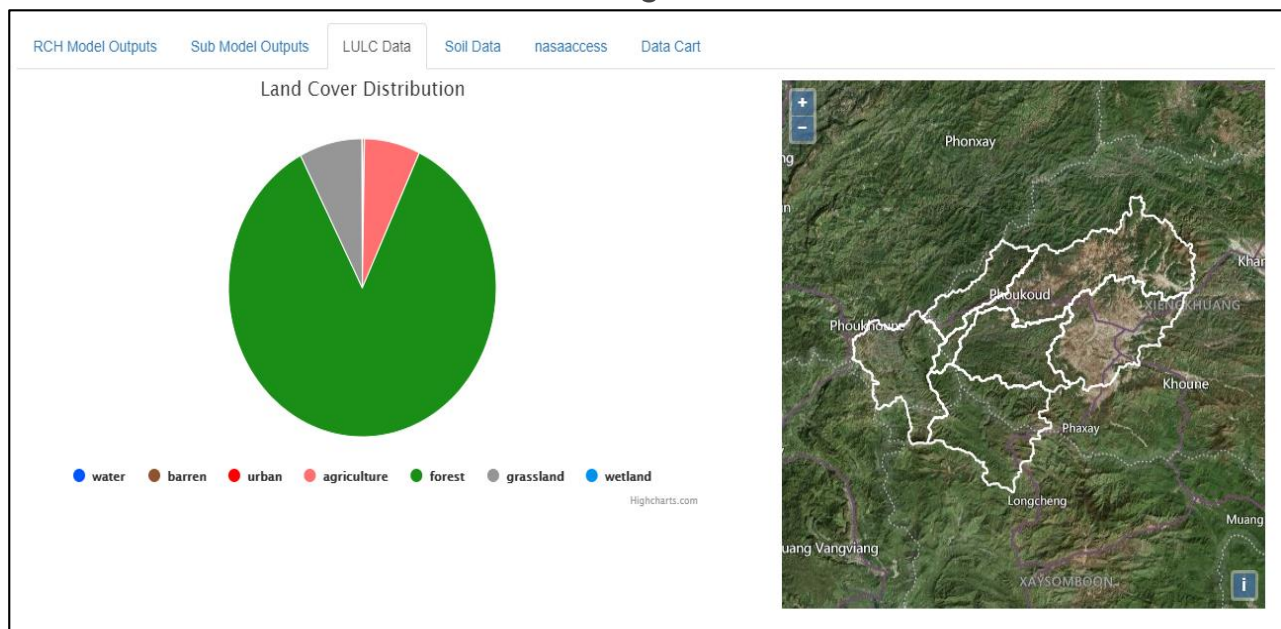 RCH Model Outputs Sub Model Outputs LULC Data Soil Data nasaaccess Data Cart
Land Cover Distribution
water barren urban agriculture forest grassland wetland
Highcharts.com
+
−
Phonxay
Phoukoud
Khan
XIENGKHUANG
Phoukhoune
Khoune
Phaxay
Longcheng
Muang
uang Vangviang
XAYSOMBOON
i